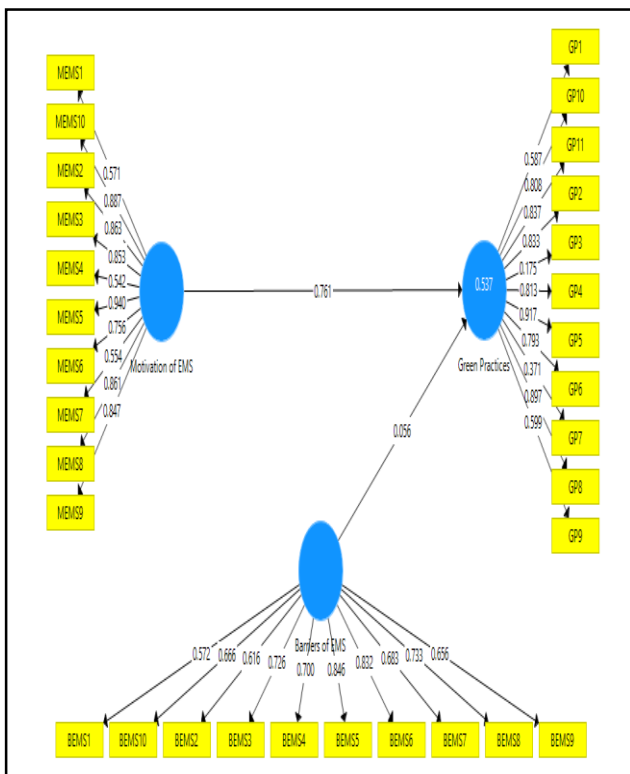 MEMS1
MEMS10
MEMS2
MEMS3
MEMS4
MEMS5
MEMS6
MEMS7
MEMS8
MEMS9
0.571
0.887
0.863
0.853
0.542
0.940
0.756
0.554
0.861
0.847
Motivation of EMS
0.761
0.537
Green Practices
0.587
0.808
0.837
0.833
0.175
0.813
0.917
0.793
0.371
0.897
0.599
GP1
GP10
GP11
GP2
GP3
GP4
GP5
GP6
GP7
GP8
GP9
0.056
Barriers of EMS
0.572
0.666
0.616
0.726
0.700
0.846
0.832
0.683
0.733
0.656
BEMS1
BEMS10
BEMS2
BEMS3
BEMS4
BEMS5
BEMS6
BEMS7
BEMS8
BEMS9